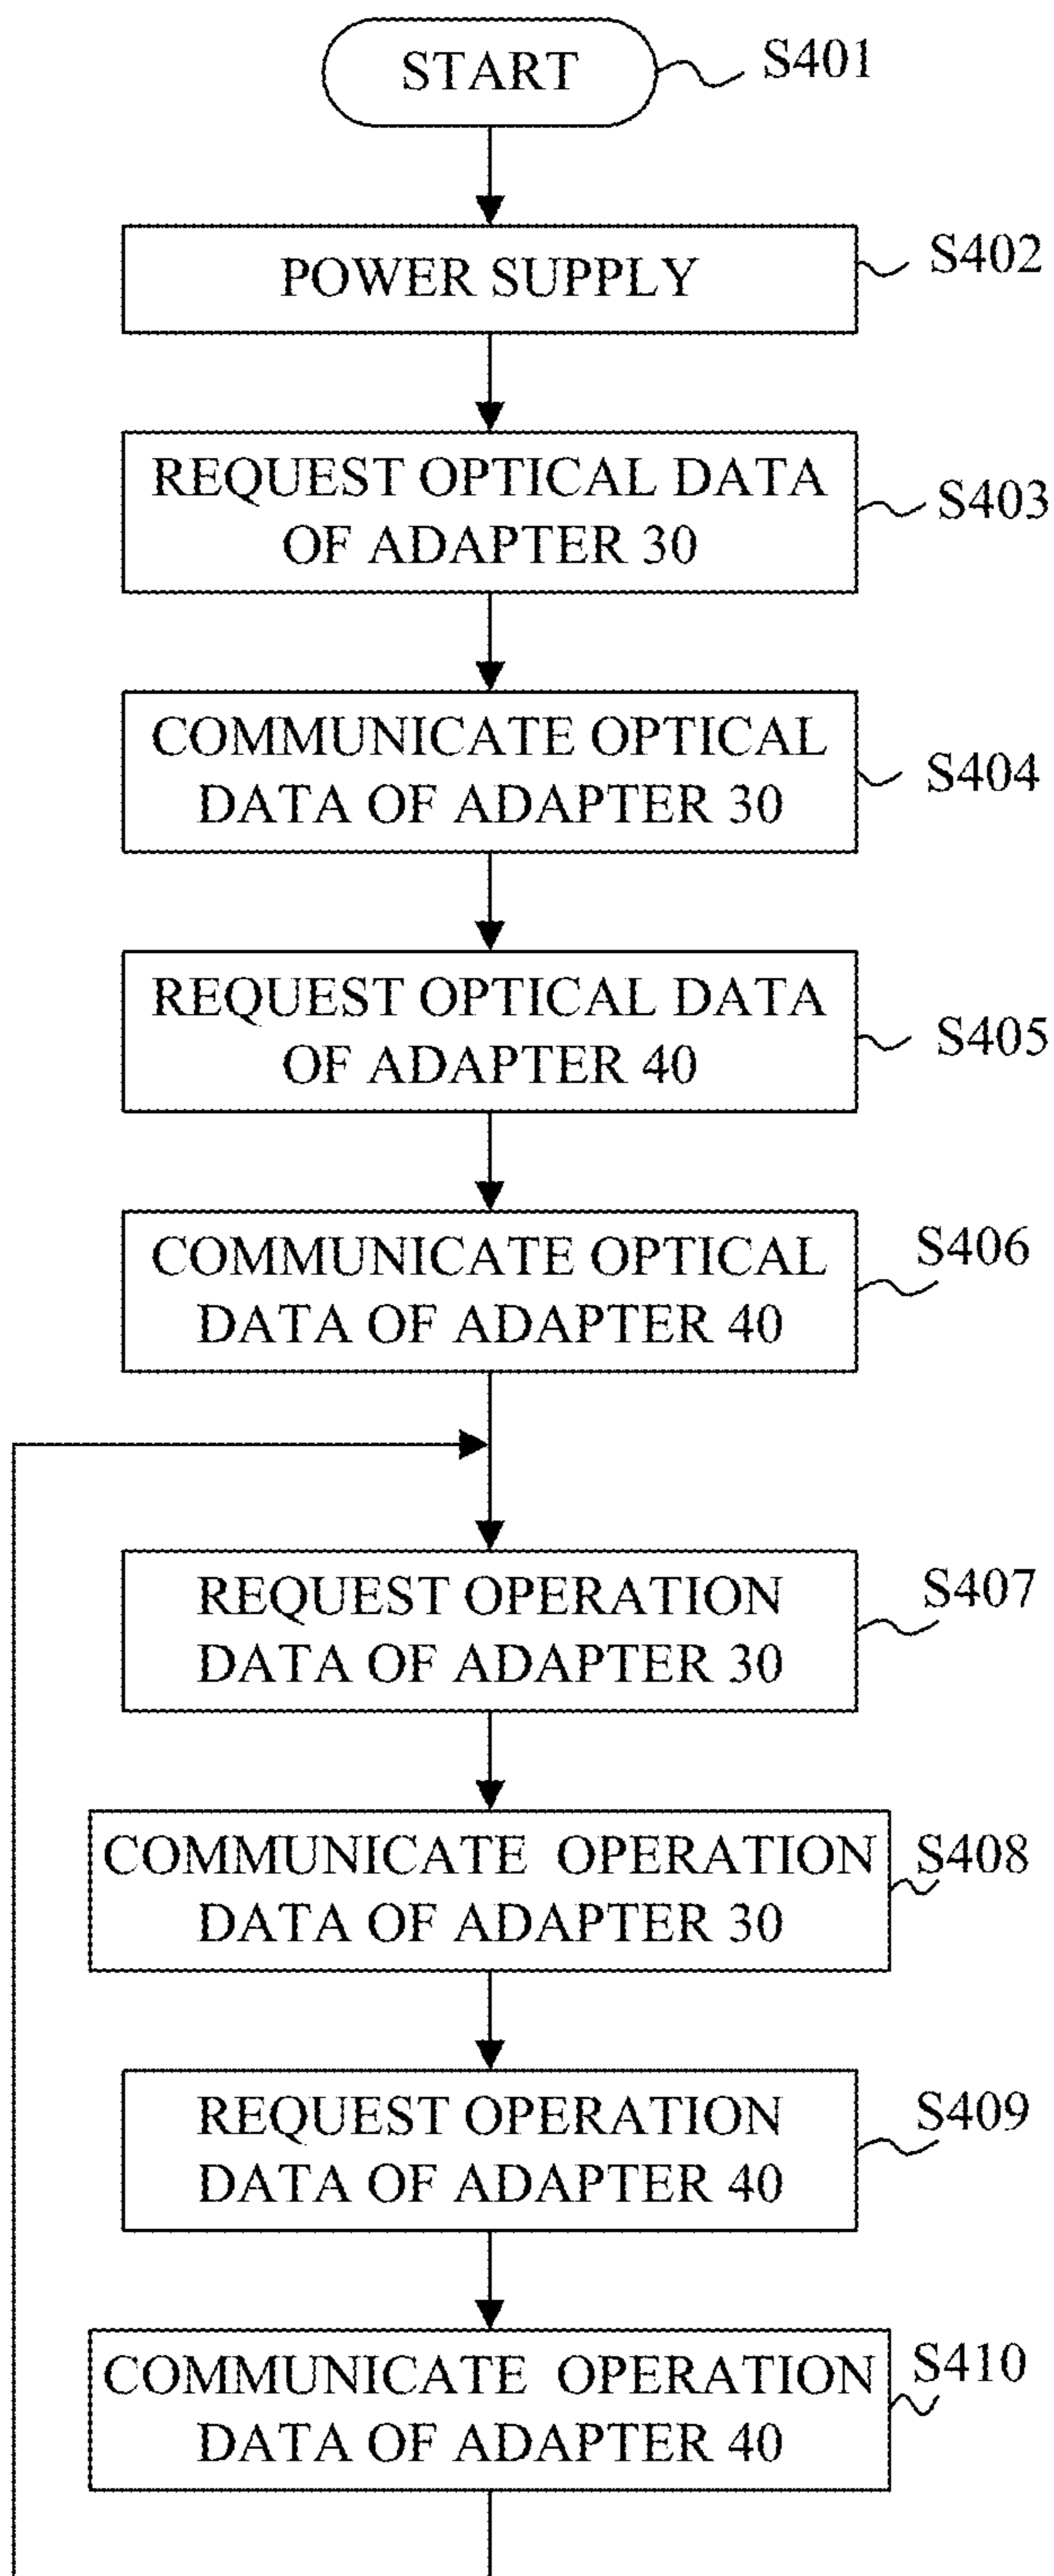 START
S401
POWER SUPPLY
S402
REQUEST OPTICAL DATA
OF ADAPTER 30
S403
COMMUNICATE OPTICAL
DATA OF ADAPTER 30
S404
REQUEST OPTICAL DATA
OF ADAPTER 40
S405
COMMUNICATE OPTICAL
DATA OF ADAPTER 40
S406
REQUEST OPERATION
DATA OF ADAPTER 30
S407
COMMUNICATE OPERATION
DATA OF ADAPTER 30
S408
REQUEST OPERATION
DATA OF ADAPTER 40
S409
COMMUNICATE OPERATION
DATA OF ADAPTER 40
S410